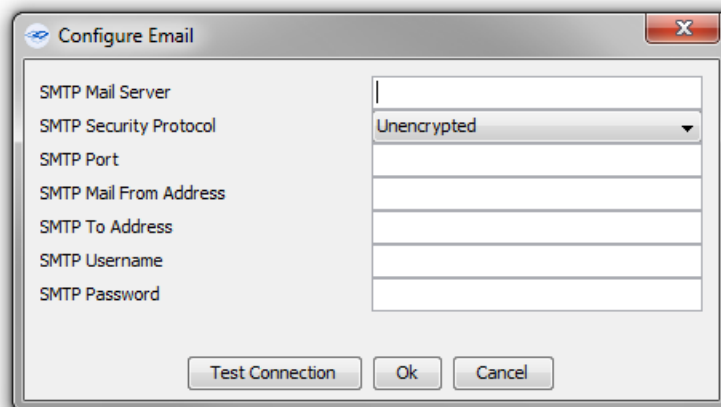 Configure Email
SMTP Mail Server
SMTP Security Protocol Unencrypted
SMTP Port
SMTP Mail From Address
SMTP To Address
SMTP Username
SMTP Password
Test Connection Ok Cancel